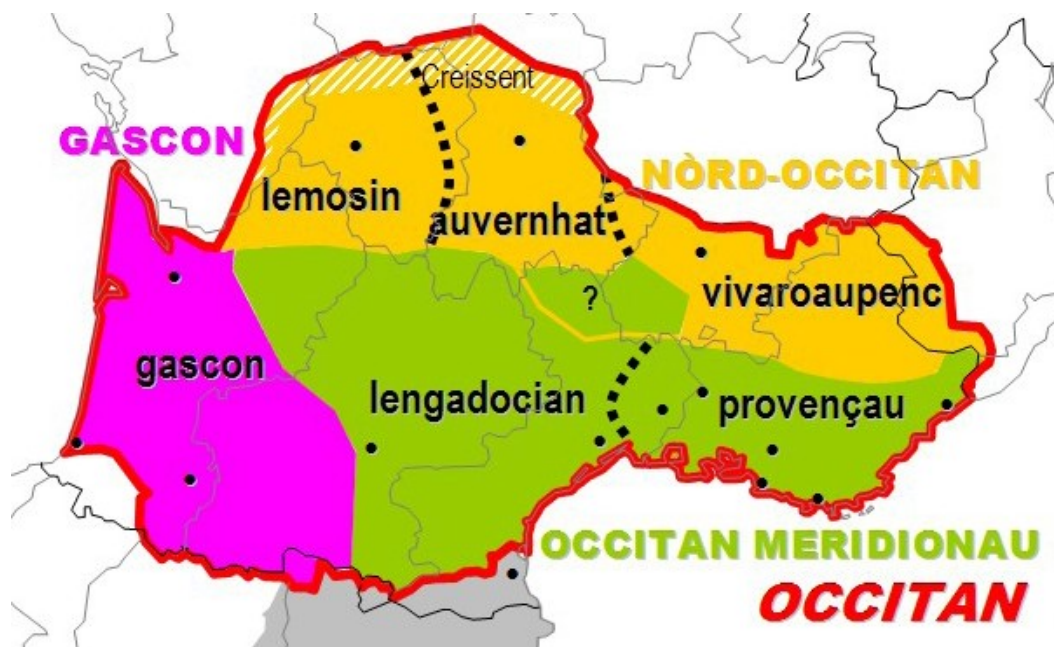 Creissent
GASCON
NÒRD-OCCITAN
lemosin
auvernhat
vivaroaupenc
?
gascon
lengadocian
provençau
OCCITAN MERIDIONAU
OCCITAN